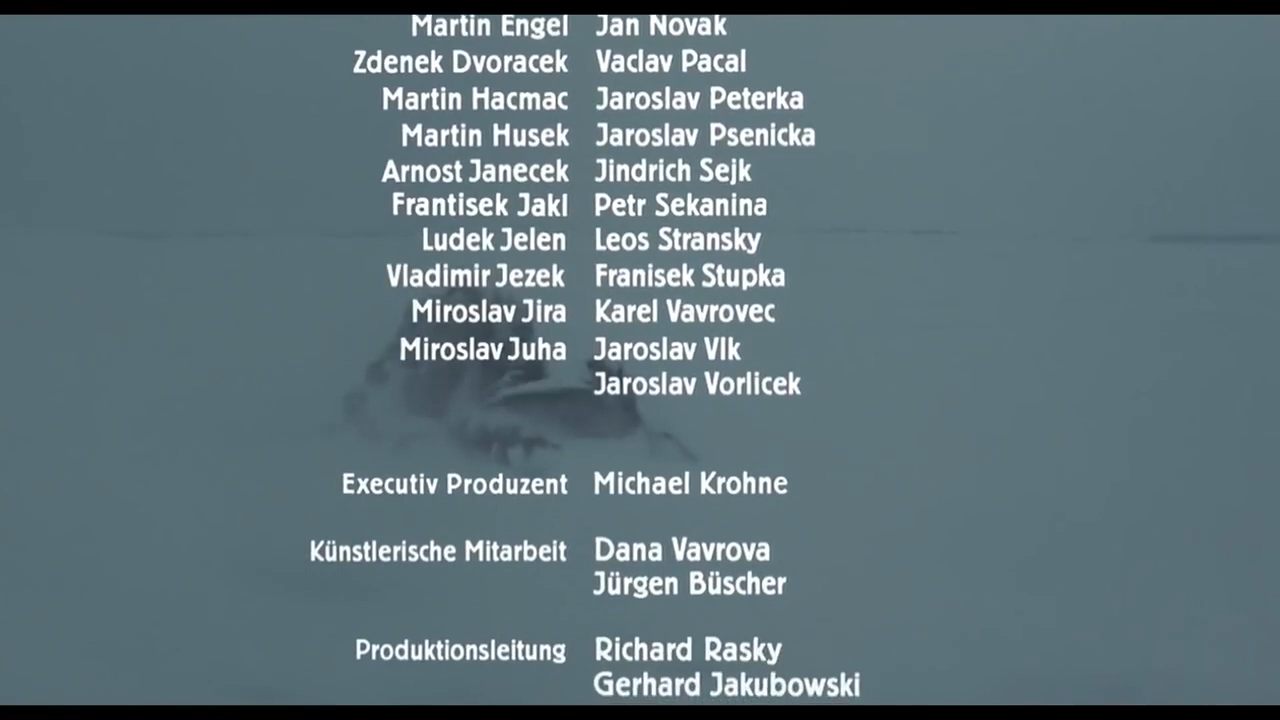 Martin Engel Jan Novak
Zdenek Dvoracek Vaclav Pacal
Martin Hacmac Jaroslav Peterka
Martin Husek Jaroslav Psenicka
Arnost Janecek Jindrich Sejk
Frantisek Jakl Petr Sekanina
Ludek Jelen Leos Stransky
Vladimir Jezek Franisek Stupka
Miroslav Jira Karel Vavrovec
Miroslav Juha Jaroslav Vlk
Jaroslav Vorlicek
Executiv Produzent Michael Krohne
Künstlerische Mitarbeit Dana Vavrova
Jürgen Büscher
Produktionsleitung Richard Rasky
Gerhard Jakubowski